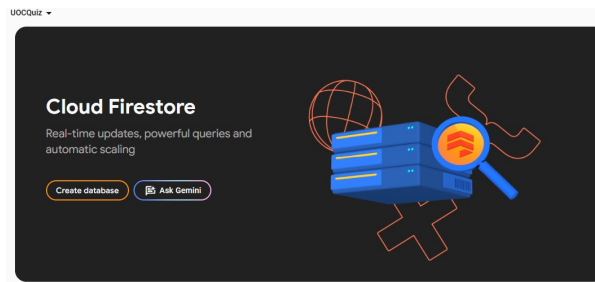 UOCQuiz
Cloud Firestore
Real-time updates, powerful queries and
automatic scaling
Create database
Ask Gemini